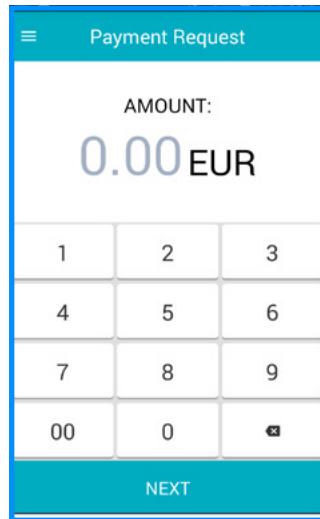 Payment Request
AMOUNT:
0.00 EUR
1 2 3
4 5 6
7 8 9
00 0
NEXT